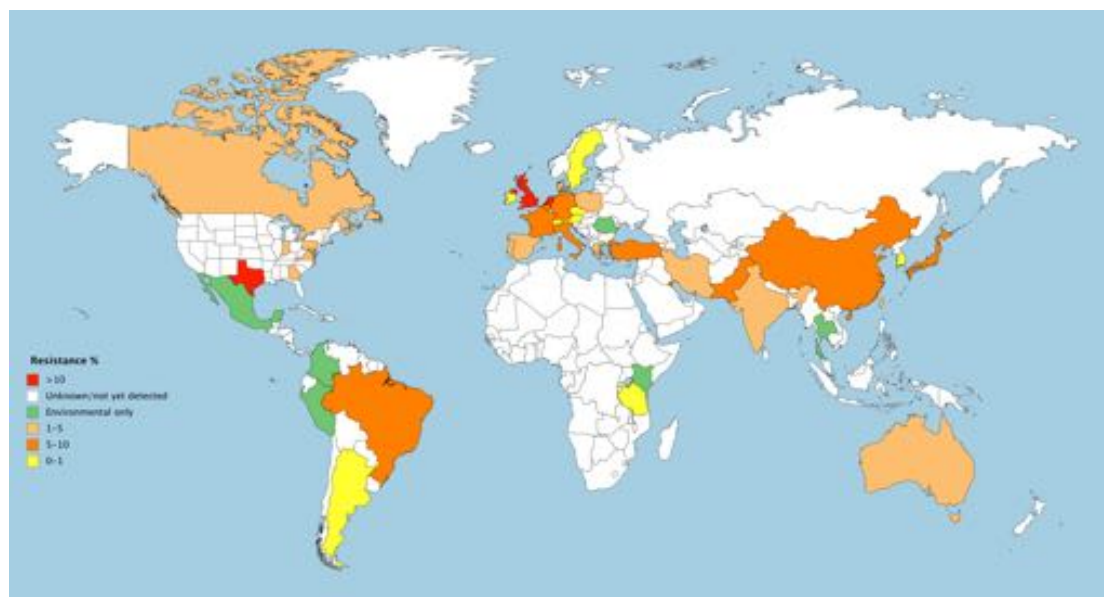 Resistance %
>10
Unknown/not yet detected
Environmental only
1-5
5-10
0-1